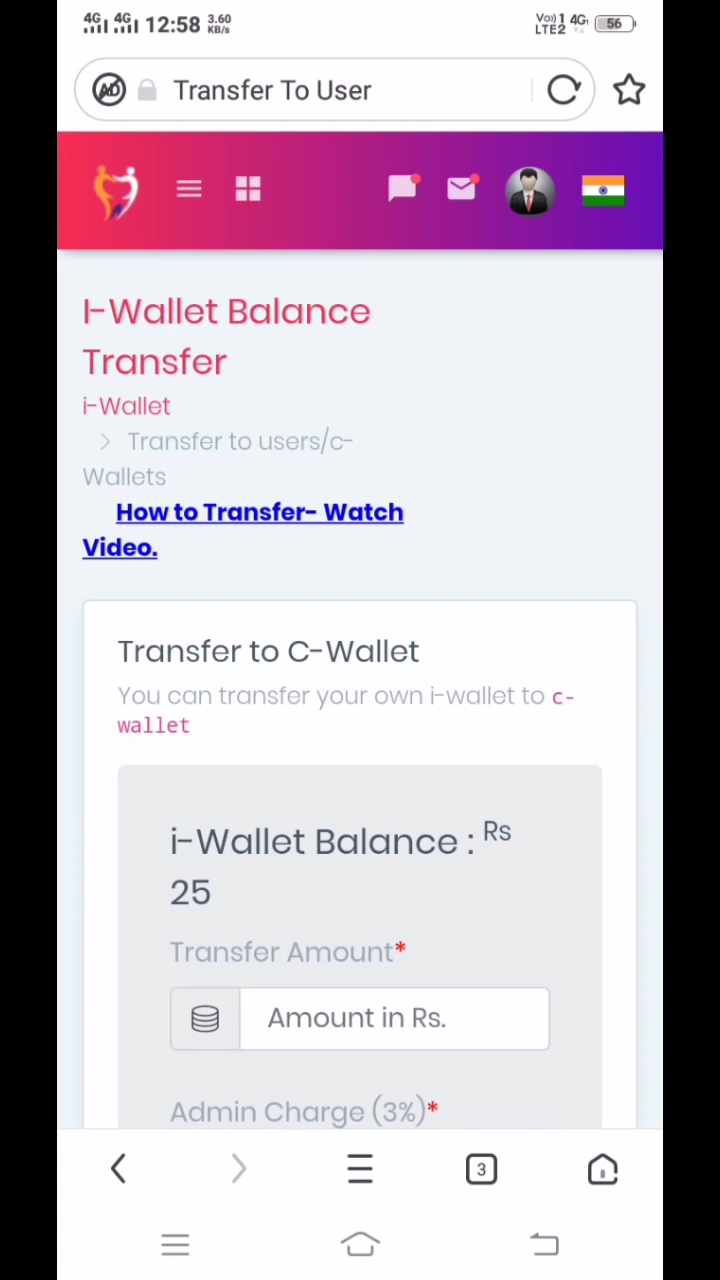 4G 4G 12:58 3.60 KB/s Vo)) 1 4G LTE2 56
AD Transfer To User
I-Wallet Balance
Transfer
i-Wallet
> Transfer to users/c-
Wallets
How to Transfer- Watch
Video.
Transfer to C-Wallet
You can transfer your own i-wallet to c-
wallet
i-Wallet Balance : Rs
25
Transfer Amount*
Amount in Rs.
Admin Charge (3%)*
3